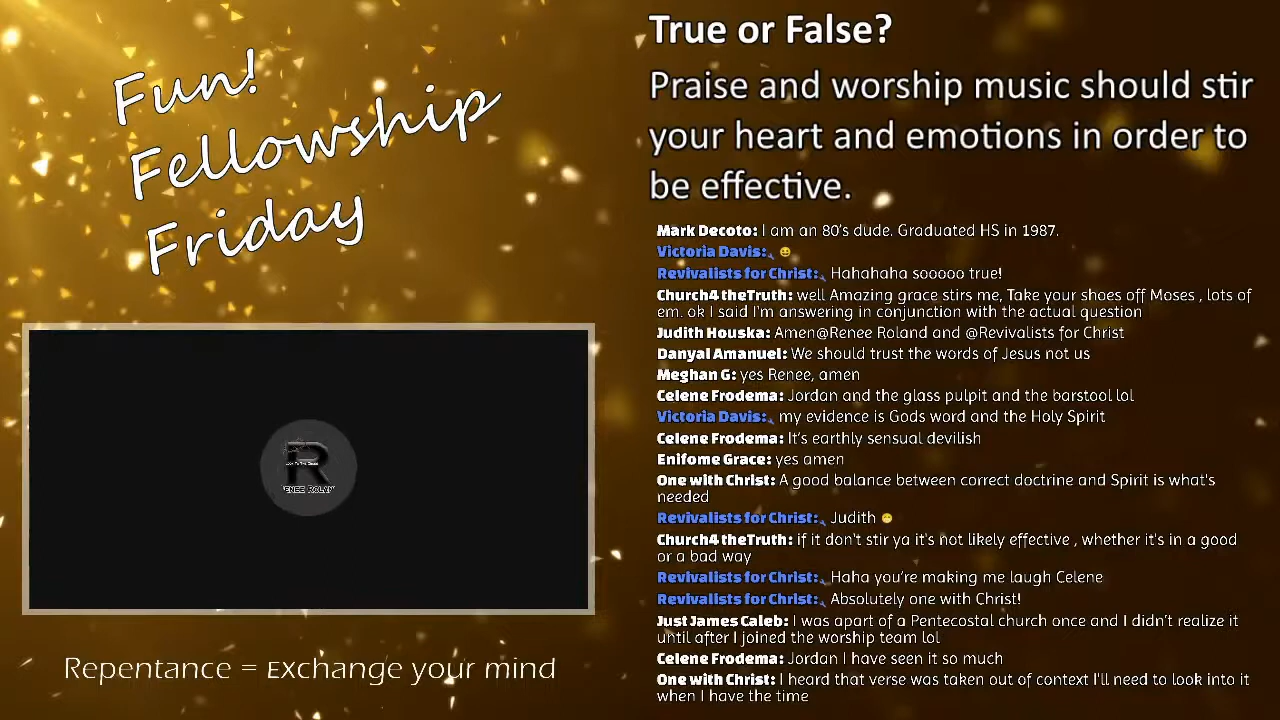 Fun!
Fellowship
Friday
RENEE ROLAN
Repentance = Exchange your mind
True or False?
Praise and worship music should stir
your heart and emotions in order to
be effective.
Mark Decoto: I am an 80's dude. Graduated HS in 1987.
Victoria Davis: 😆
Revivalists for Christ: Hahahaha sooooo true!
Church4theTruth: well Amazing grace stirs me, Take your shoes off Moses , lots of
em. ok I said I'm answering in conjunction with the actual question
Judith Houska: Amen@Renee Roland and @Revivalists for Christ
Danyal Amanuel: We should trust the words of Jesus not us
Meghan G: yes Renee, amen
Celene Frodema: Jordan and the glass pulpit and the barstool lol
Victoria Davis: my evidence is Gods word and the Holy Spirit
Celene Frodema: It's earthly sensual devilish
Enifome Grace: yes amen
One with Christ: A good balance between correct doctrine and Spirit is what's
needed
Revivalists for Christ: Judith 😁
Church4theTruth: if it don't stir ya it's not likely effective , whether it's in a good
or a bad way
Revivalists for Christ: Haha you're making me laugh Celene
Revivalists for Christ: Absolutely one with Christ!
Just James Caleb: I was apart of a Pentecostal church once and I didn't realize it
until after I joined the worship team lol
Celene Frodema: Jordan I have seen it so much
One with Christ: I heard that verse was taken out of context I'll need to look into it
when I have the time